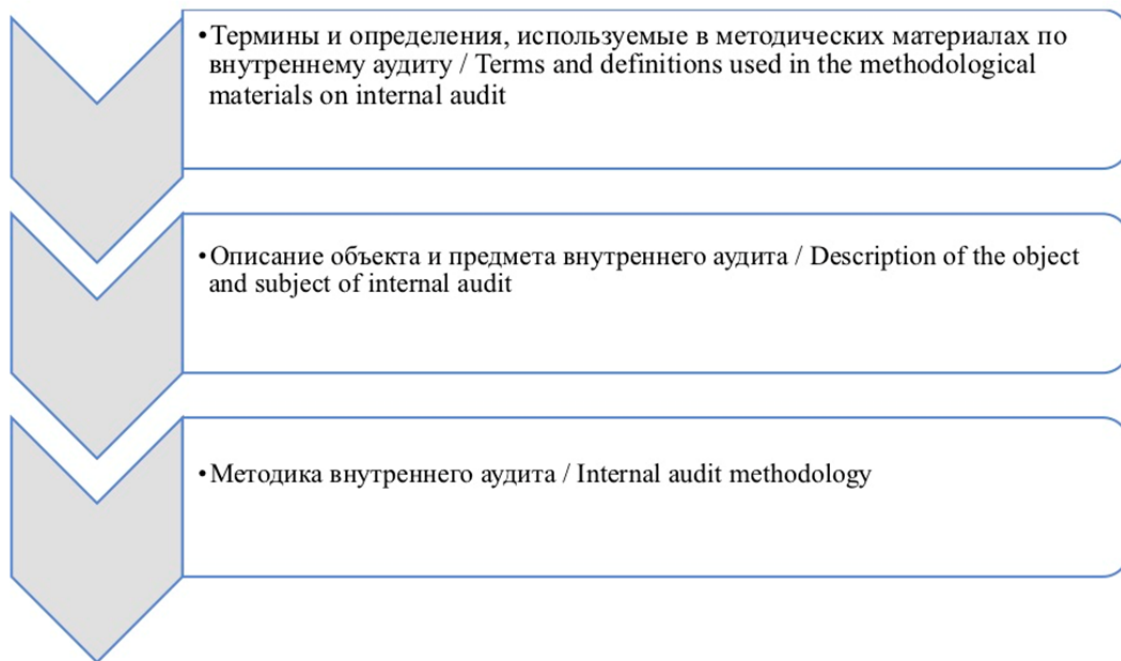 •Термины и определения, используемые в методических материалах по
внутреннему аудиту / Terms and definitions used in the methodological
materials on internal audit
•Описание объекта и предмета внутреннего аудита / Description of the object
and subject of internal audit
•Методика внутреннего аудита / Internal audit methodology